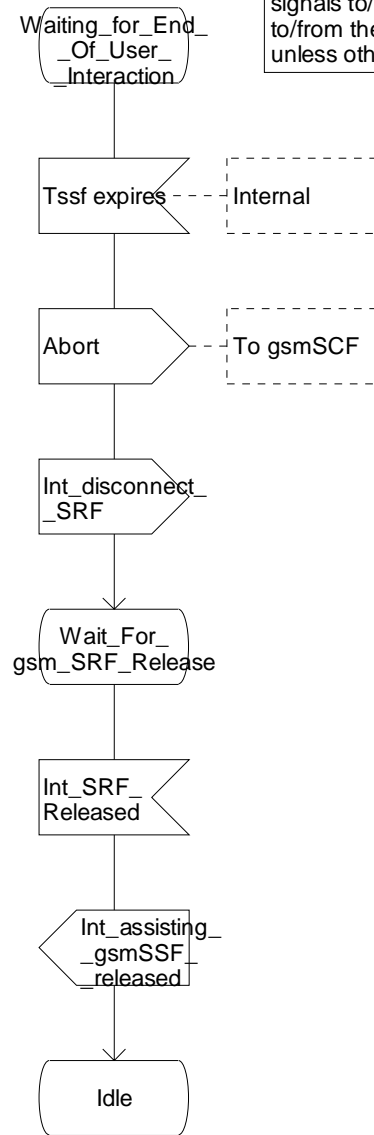 signals to/
to/from the
unless oth
Waiting_for_End_
_Of_User_
_Interaction
Tssf expires
Internal
Abort
To gsmSCF
Int_disconnect_
_SRF
Wait_For_
gsm_SRF_Release
Int_SRF_
Released
Int_assisting_
_gsmSSF_
_released
Idle